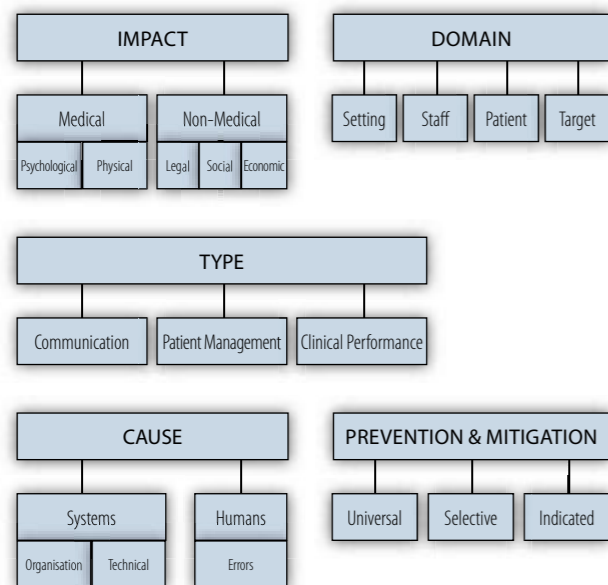 IMPACT
Medical
Non-Medical
Psychological
Physical
Legal
Social
Economic
DOMAIN
Setting
Staff
Patient
Target
TYPE
Communication
Patient Management
Clinical Performance
CAUSE
Systems
Humans
Organisation
Technical
Errors
PREVENTION & MITIGATION
Universal
Selective
Indicated